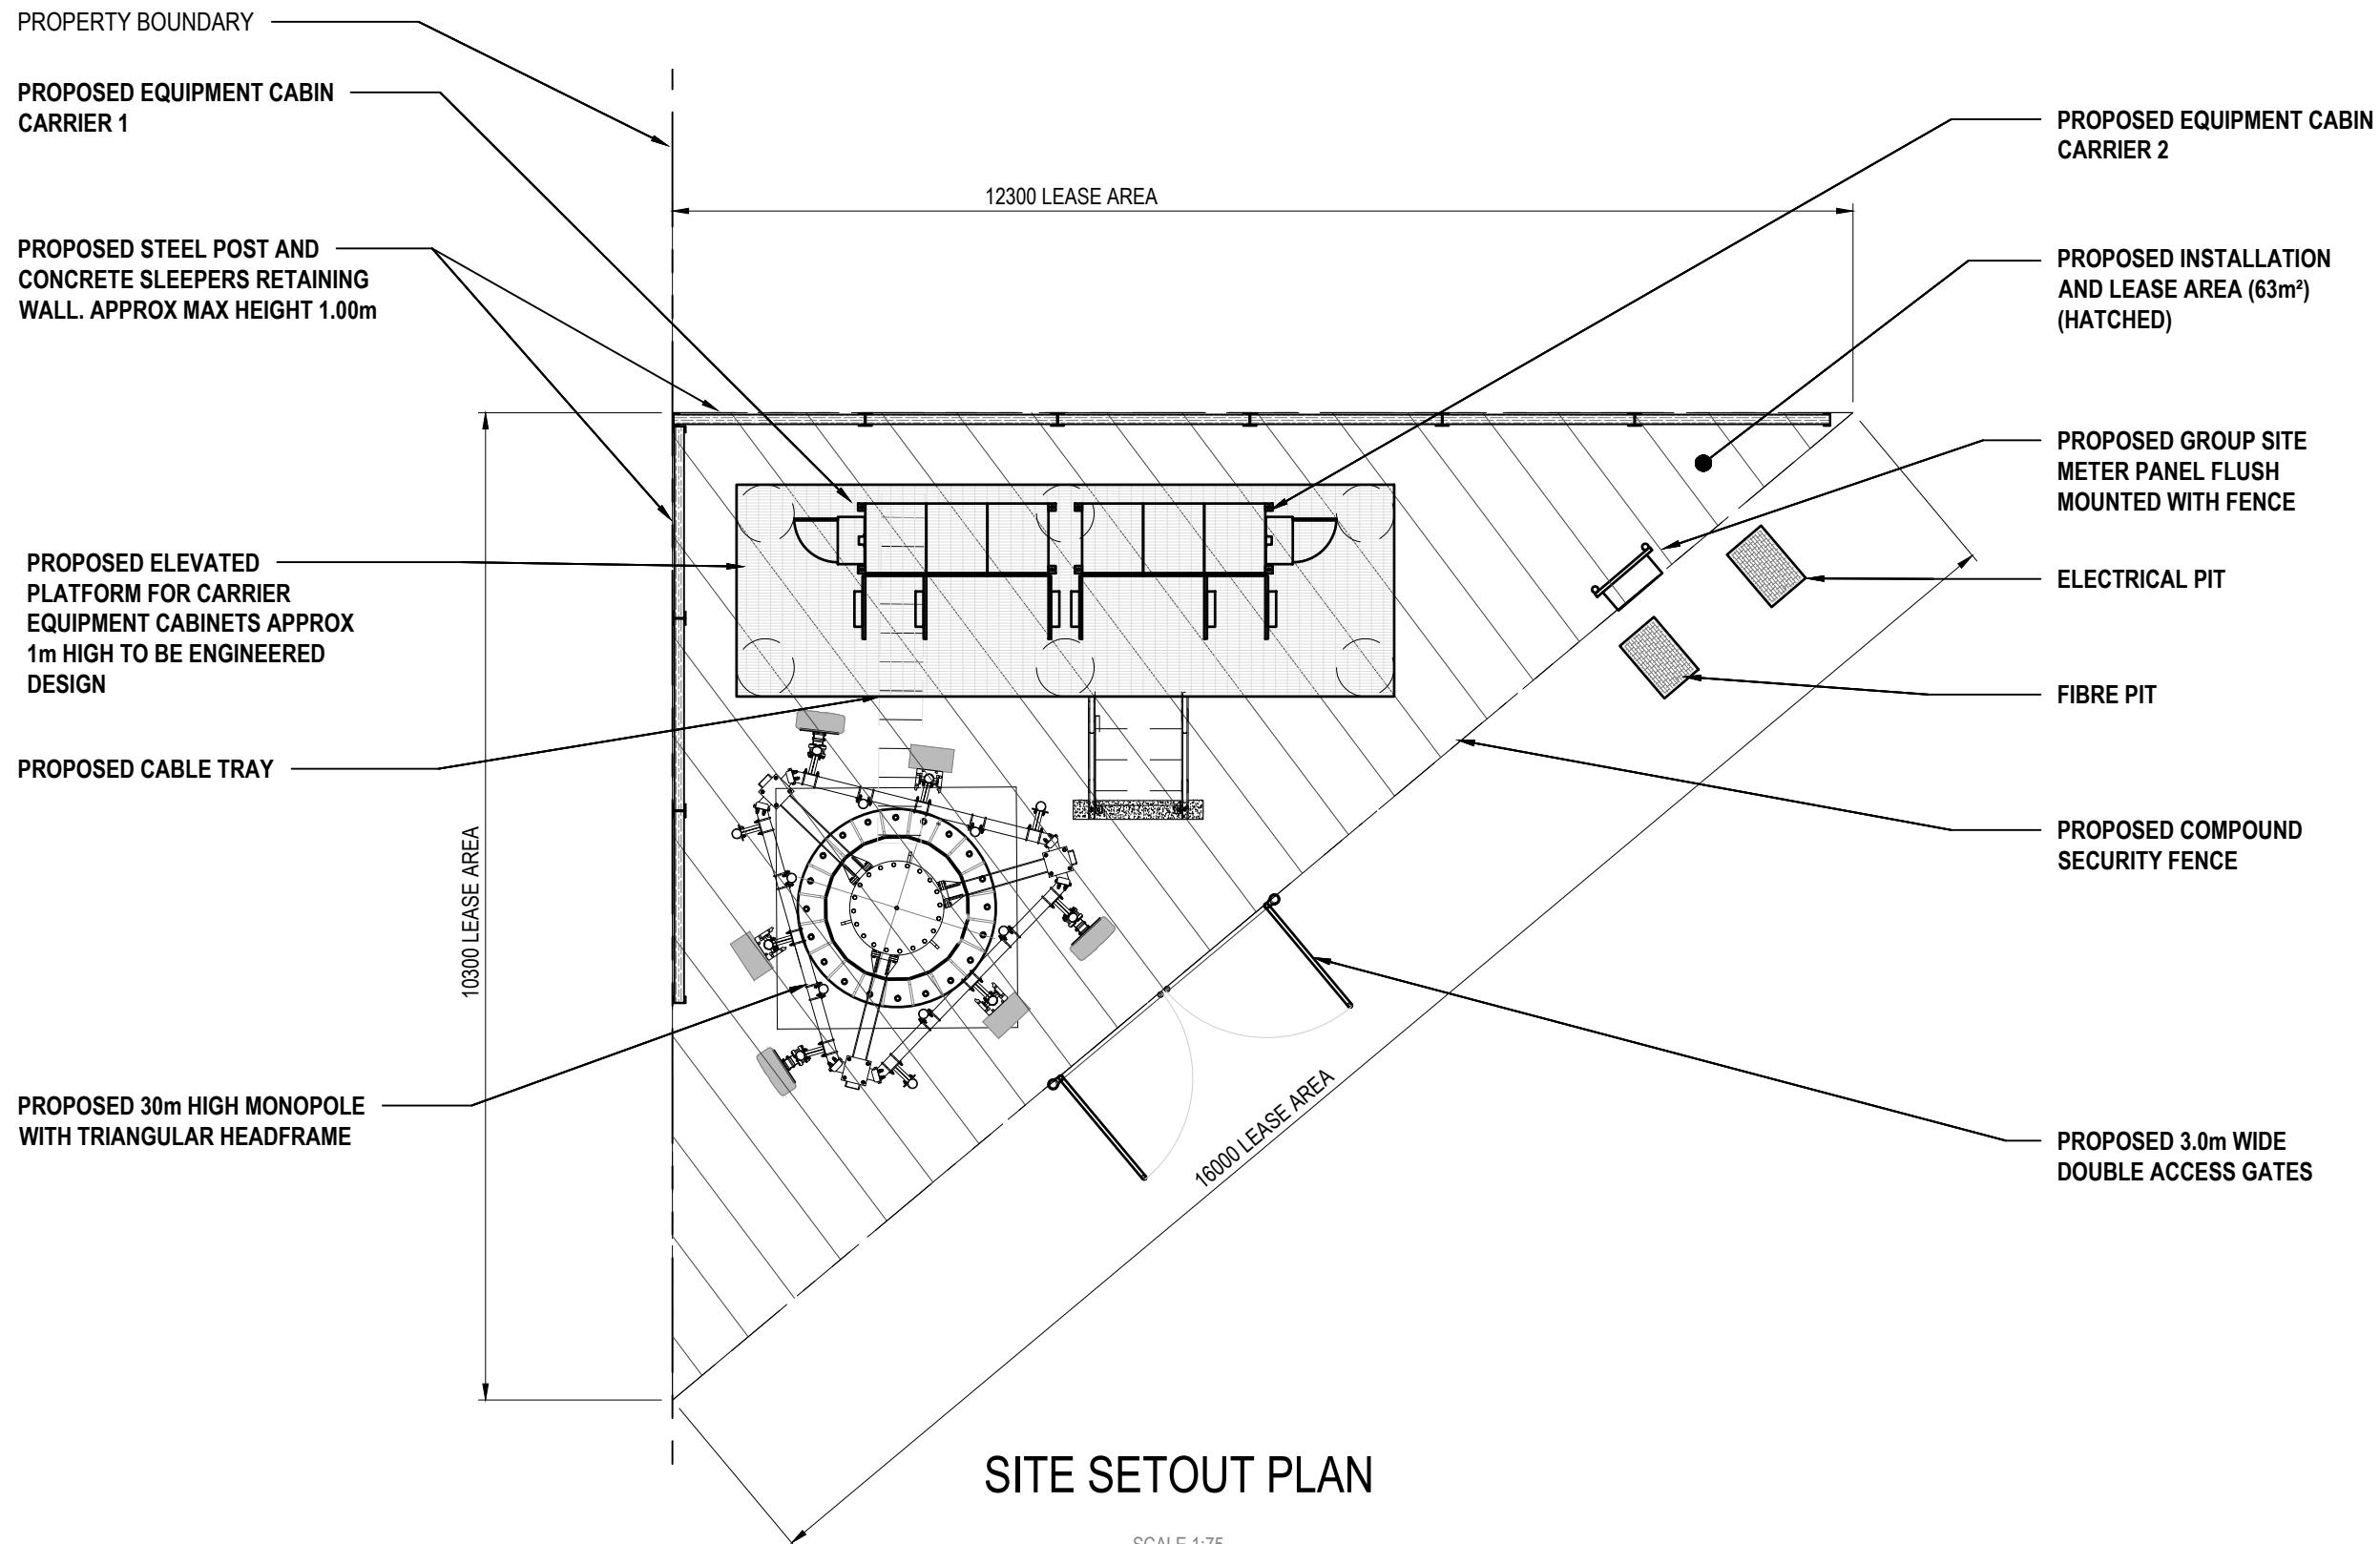 PROPERTY BOUNDARY
PROPOSED EQUIPMENT CABIN
CARRIER 1
PROPOSED STEEL POST AND
CONCRETE SLEEPERS RETAINING
WALL. APPROX MAX HEIGHT 1.00m
PROPOSED ELEVATED
PLATFORM FOR CARRIER
EQUIPMENT CABINETS APPROX
1m HIGH TO BE ENGINEERED
DESIGN
PROPOSED CABLE TRAY
PROPOSED 30m HIGH MONOPOLE
WITH TRIANGULAR HEADFRAME
12300 LEASE AREA
10300 LEASE AREA
16000 LEASE AREA
PROPOSED EQUIPMENT CABIN
CARRIER 2
PROPOSED INSTALLATION
AND LEASE AREA (63m²)
(HATCHED)
PROPOSED GROUP SITE
METER PANEL FLUSH
MOUNTED WITH FENCE
ELECTRICAL PIT
FIBRE PIT
PROPOSED COMPOUND
SECURITY FENCE
PROPOSED 3.0m WIDE
DOUBLE ACCESS GATES
SITE SETOUT PLAN
SCALE 1:75